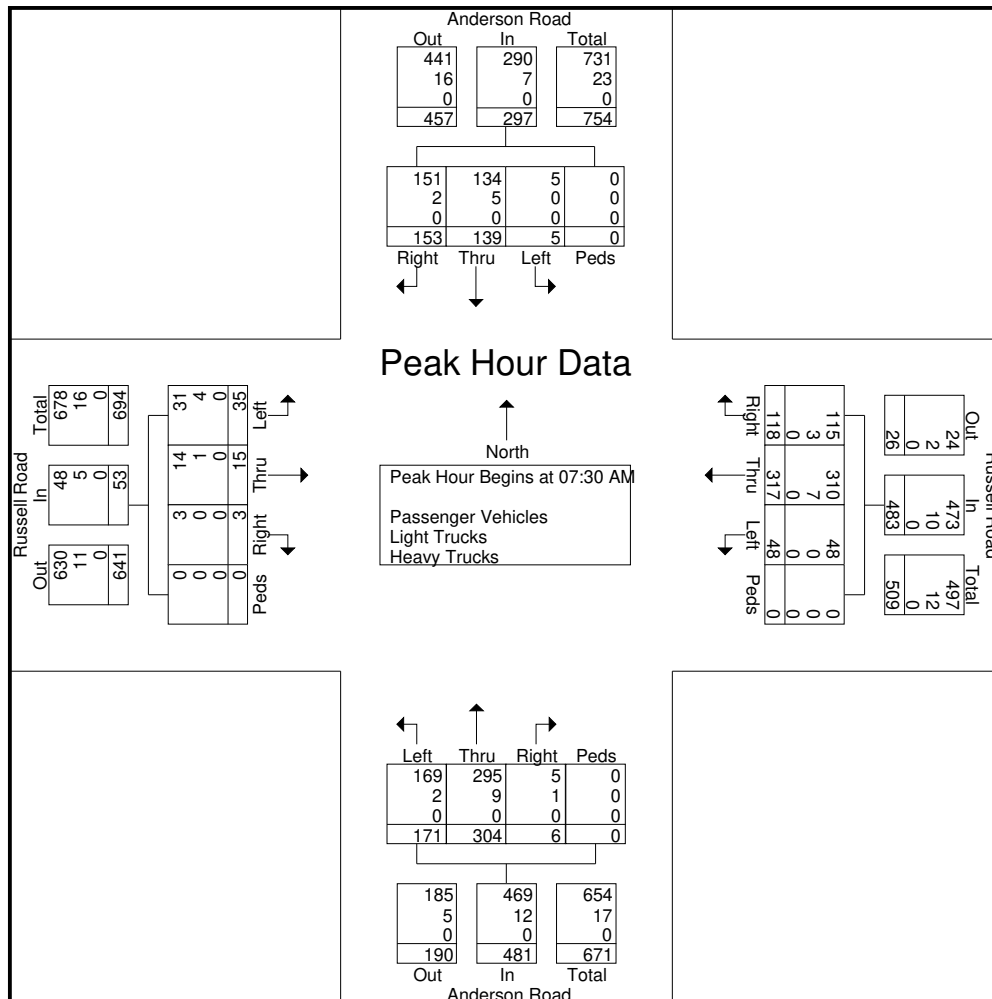 Anderson Road
Out In Total
441 290 731
16 7 23
0 0 0
457 297 754
151 134 5 0
2 5 0 0
0 0 0 0
153 139 5 0
Right Thru Left Peds
Peak Hour Data
North
Peak Hour Begins at 07:30 AM
Passenger Vehicles
Light Trucks
Heavy Trucks
Russell Road
Out In Total
630 48 678
11 5 16
0 0 0
641 53 694
Left Thru Right Peds
31 14 3 0
4 1 0 0
0 0 0 0
35 15 3 0
Right Thru Left Peds
115 310 48 0
3 7 0 0
0 0 0 0
118 317 48 0
Russell Road
Out In Total
24 473 497
2 10 12
0 0 0
26 483 509
Left Thru Right Peds
169 295 5 0
2 9 1 0
0 0 0 0
171 304 6 0
185 469 654
5 12 17
0 0 0
190 481 671
Out In Total
Anderson Road